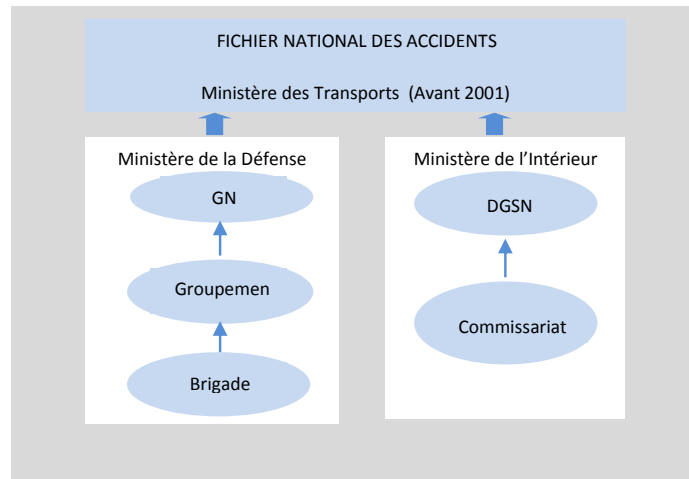 FICHIER NATIONAL DES ACCIDENTS
Ministère des Transports (Avant 2001)
Ministère de la Défense
GN
Groupemen
Brigade
Ministère de l'Intérieur
DGSN
Commissariat